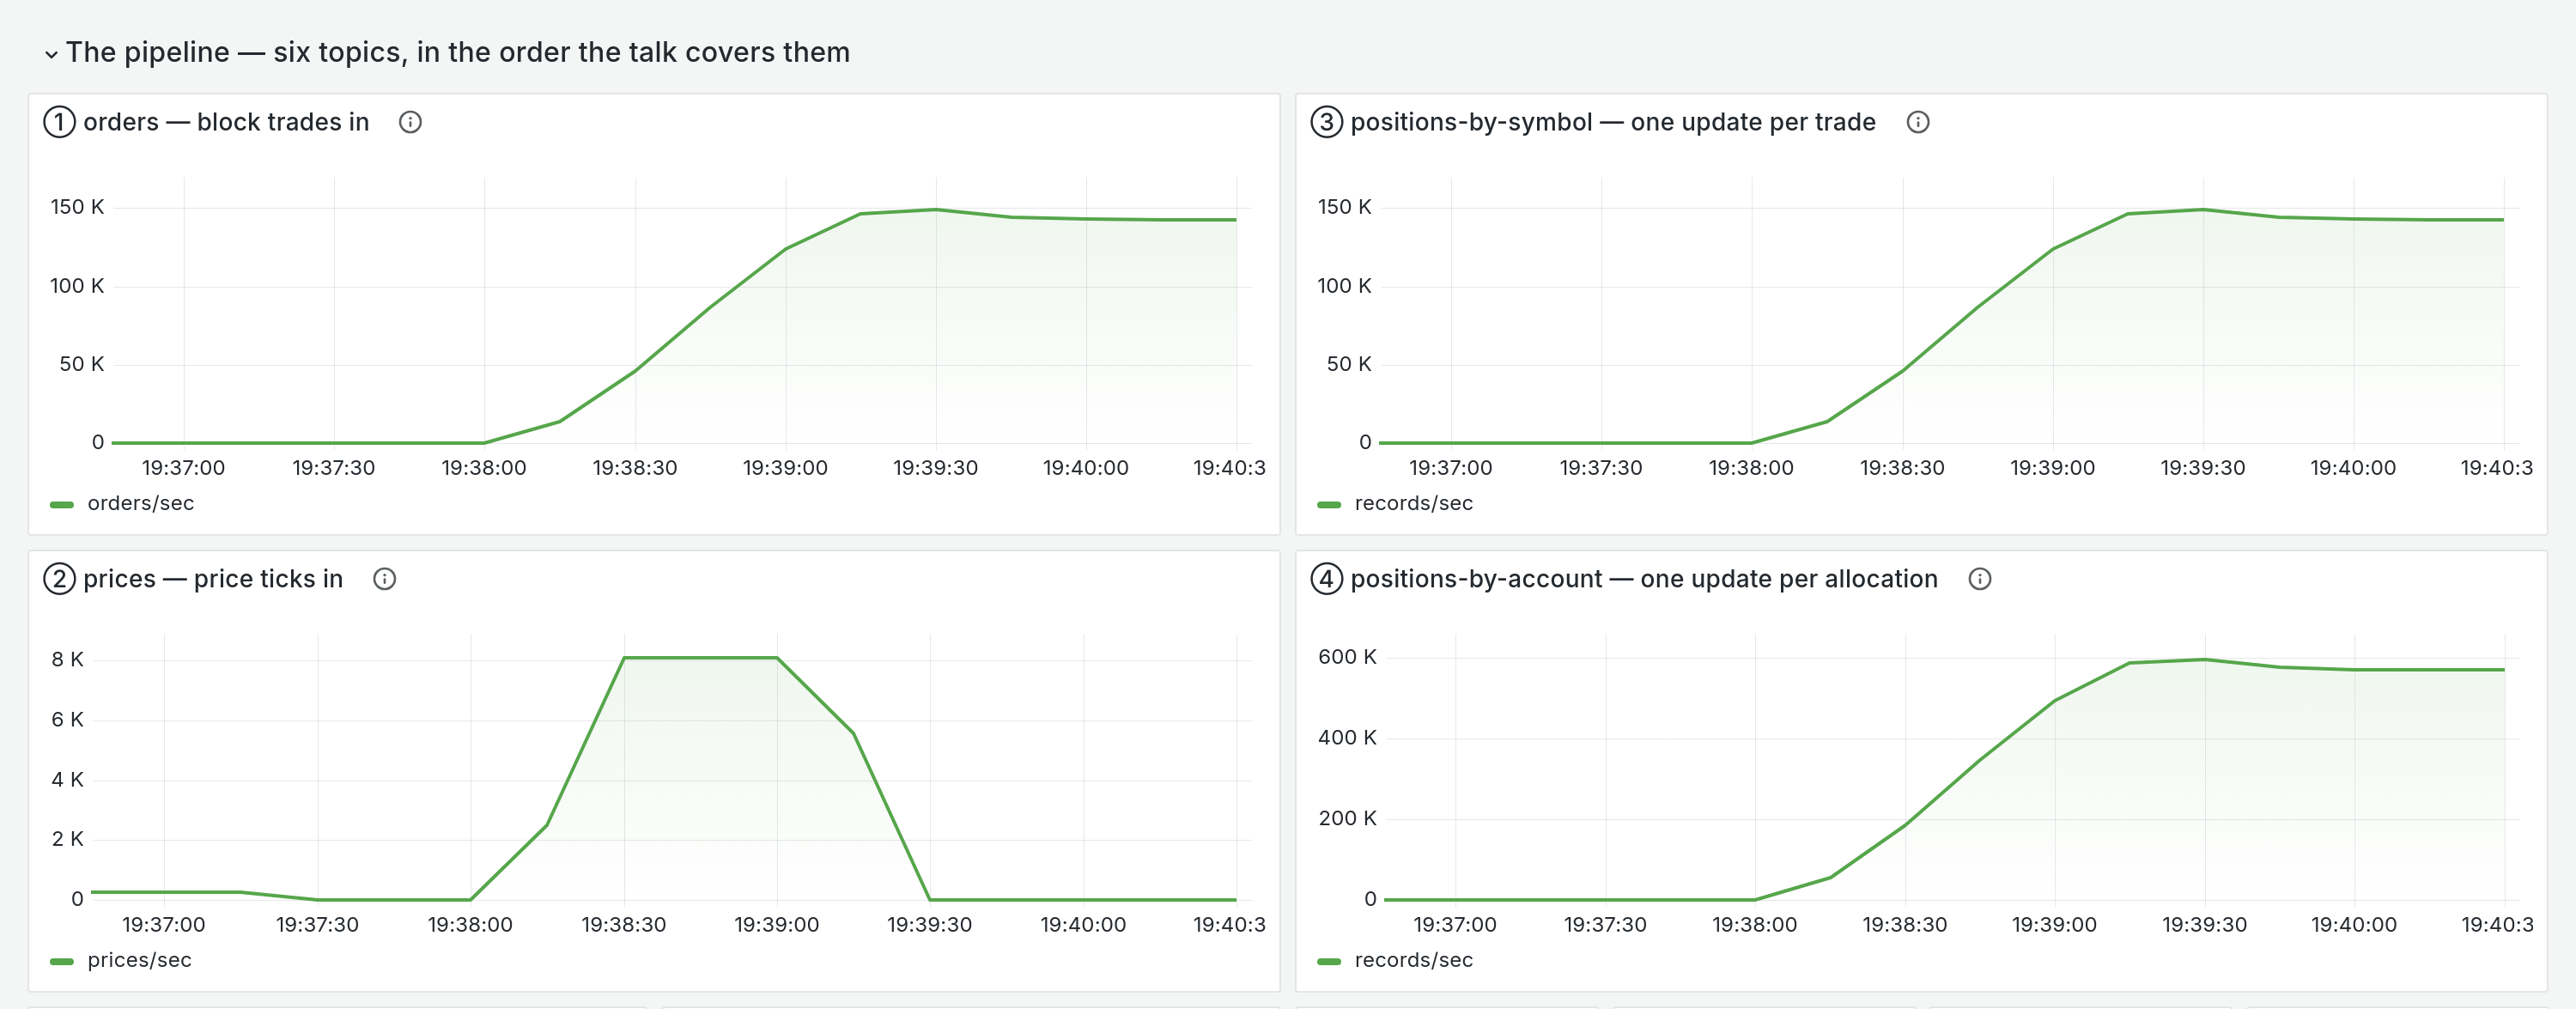 The pipeline — six topics, in the order the talk covers them
① orders — block trades in
150 K
100 K
50 K
0
19:37:00 19:37:30 19:38:00 19:38:30 19:39:00 19:39:30 19:40:00 19:40:3
orders/sec
③ positions-by-symbol — one update per trade
150 K
100 K
50 K
0
19:37:00 19:37:30 19:38:00 19:38:30 19:39:00 19:39:30 19:40:00 19:40:3
records/sec
② prices — price ticks in
8 K
6 K
4 K
2 K
0
19:37:00 19:37:30 19:38:00 19:38:30 19:39:00 19:39:30 19:40:00 19:40:3
prices/sec
④ positions-by-account — one update per allocation
600 K
400 K
200 K
0
19:37:00 19:37:30 19:38:00 19:38:30 19:39:00 19:39:30 19:40:00 19:40:3
records/sec